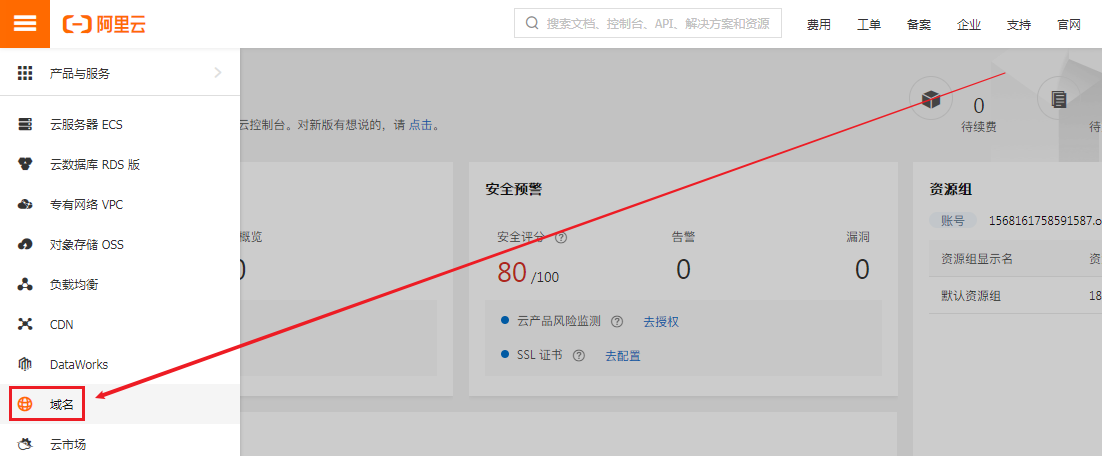 阿里云
搜索文档、控制台、API、解决方案和资源
费用 工单 备案 企业 支持 官网
产品与服务
云服务器 ECS
云数据库 RDS 版
专有网络 VPC
对象存储 OSS
负载均衡
CDN
DataWorks
域名
云市场
云控制台。对新版有想说的，请 点击。
0
待续费
待
概览
0
安全预警
安全评分 告警 漏洞
80 /100 0 0
云产品风险监测 去授权
SSL 证书 去配置
资源组
账号 1568161758591587.o
资源组显示名 资
默认资源组 18